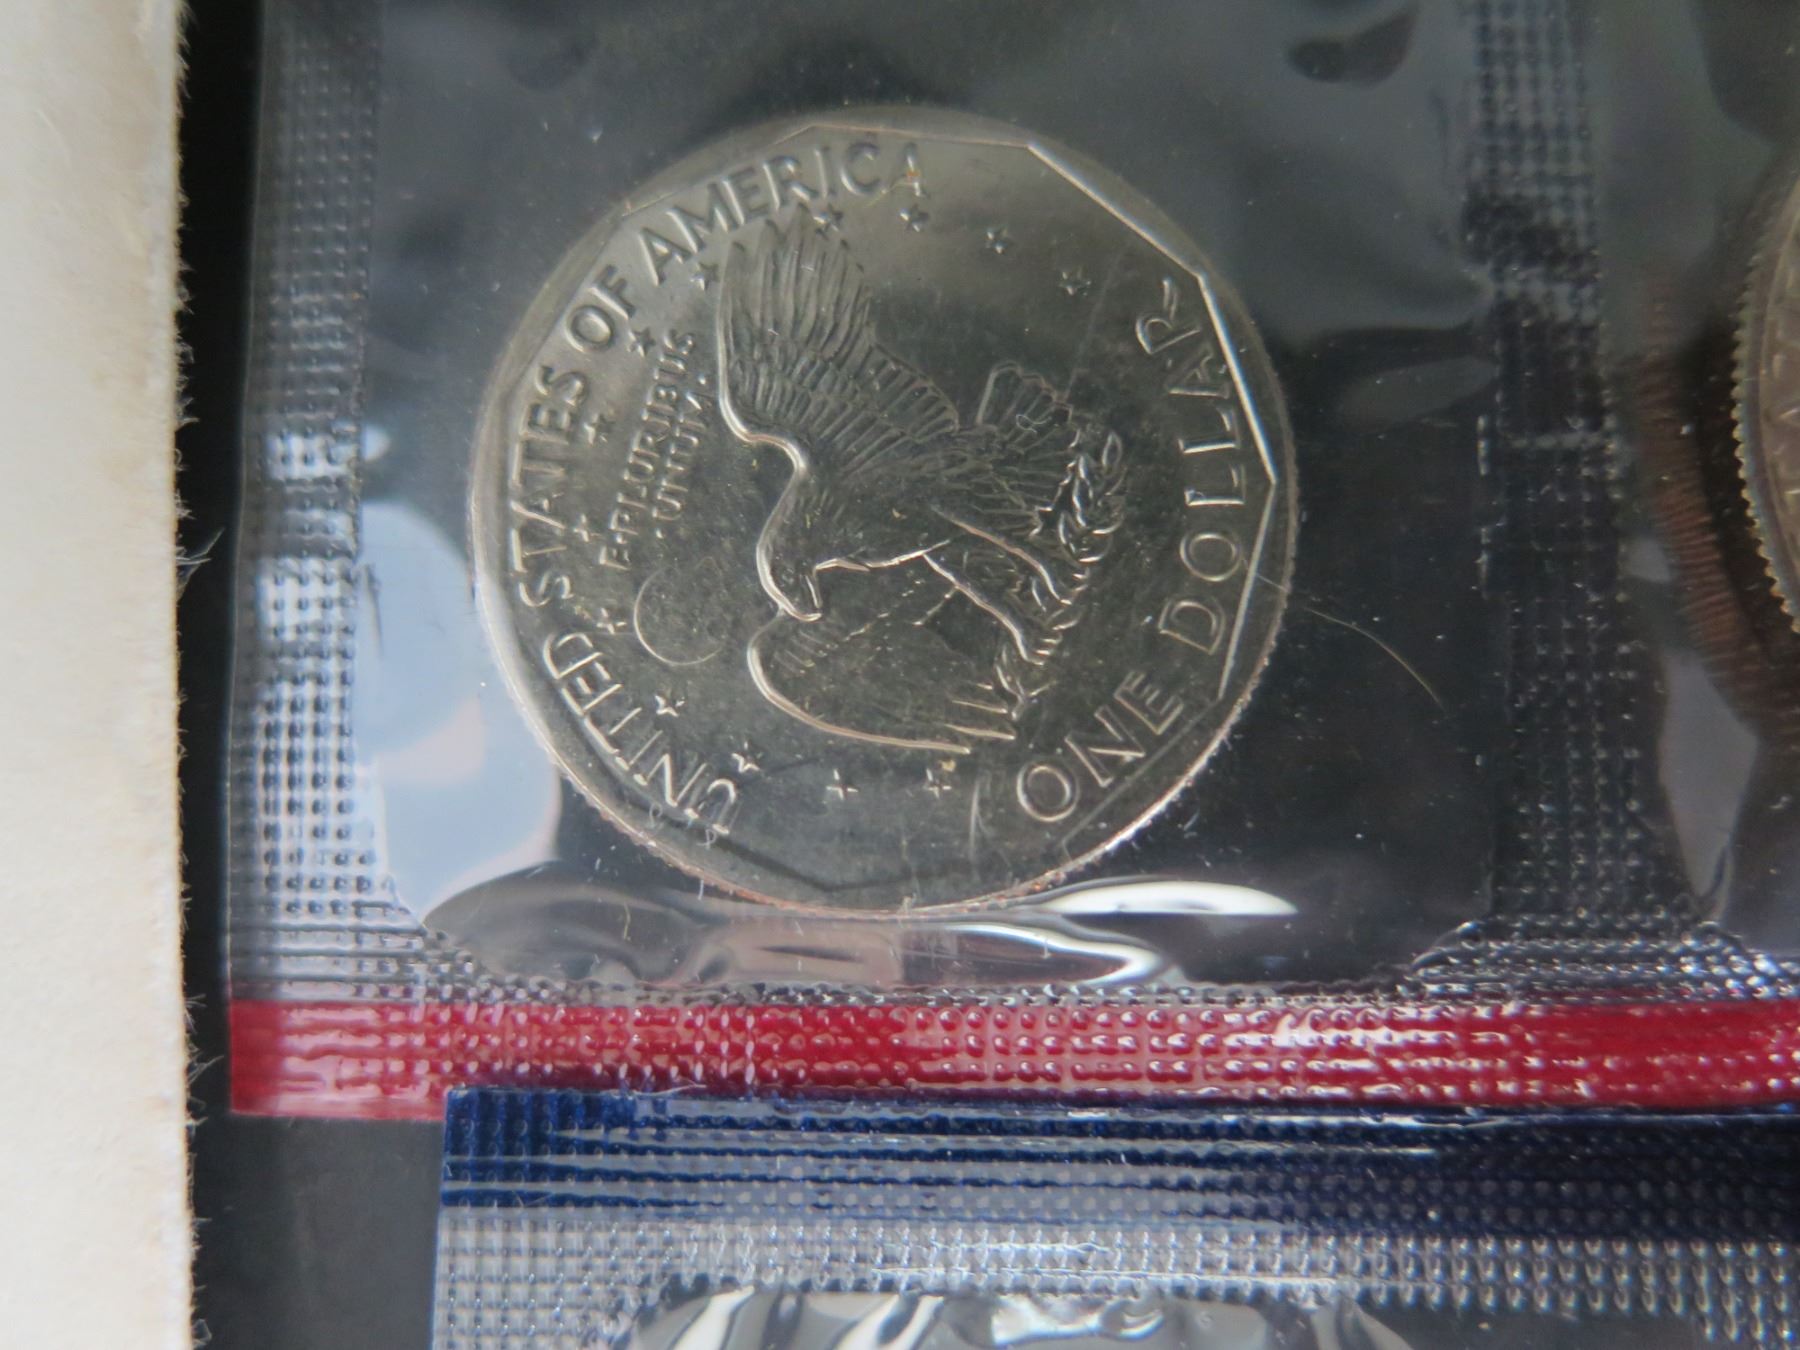 UNITED STATES OF AMERICA
E·PLURIBUS
UNUM
ONE DOLLAR